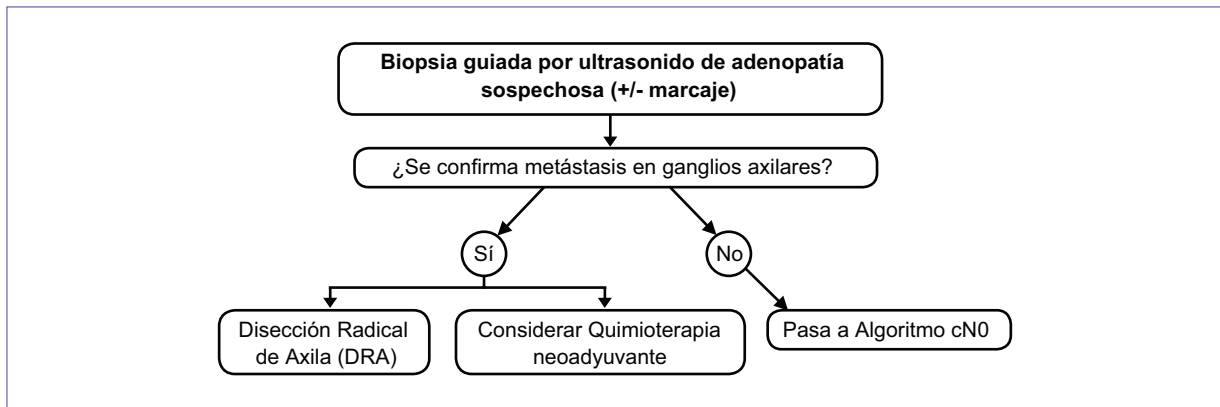 Biopsia guiada por ultrasonido de adenopatía
sospechosa (+/- marcaje)
¿Se confirma metástasis en ganglios axilares?
Sí
No
Disección Radical
de Axila (DRA)
Considerar Quimioterapia
neoadyuvante
Pasa a Algoritmo cN0